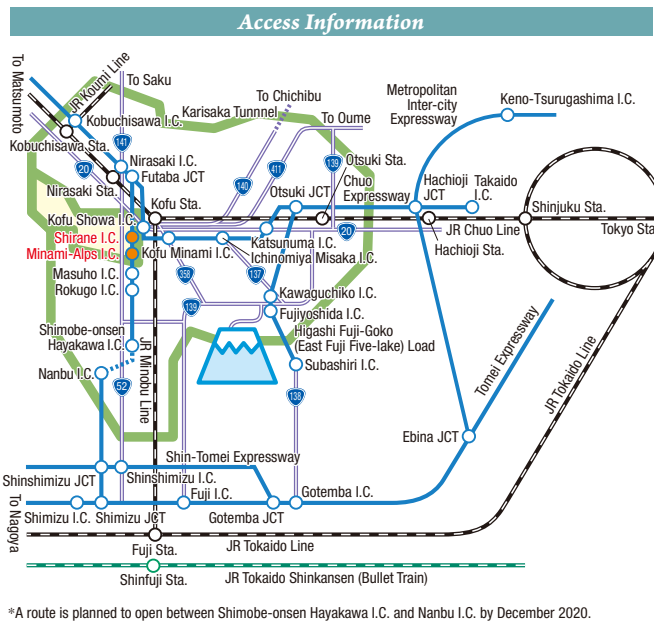 Access Information
To Matsumoto
JR Koumi Line
To Saku
Karisaka Tunnnel
To Chichibu
To Oume
Metropolitan
Inter-city
Expressway
Keno-Tsurugashima I.C.
Kobuchisawa I.C.
Kobuchisawa Sta.
141
20
Nirasaki I.C.
Futaba JCT
Nirasaki Sta.
140
411
139
Otsuki Sta.
Otsuki JCT
Chuo
Expressway
Hachioji
JCT
Takaido
I.C.
Kofu Sta.
Shinjuku Sta.
Tokyo Sta
Kofu Showa I.C.
Shirane I.C.
Minami-Alps I.C.
Kofu Minami I.C.
Katsunuma I.C.
Ichinomiya Misaka I.C.
20
JR Chuo Line
Hachioji Sta.
Masuho I.C.
Rokugo I.C.
358
137
139
Kawaguchiko I.C.
Fujiyoshida I.C.
Higashi Fuji-Goko
(East Fuji Five-lake) Load
Shimobe-onsen
Hayakawa I.C.
JR Minobu Line
Nanbu I.C.
52
Subashiri I.C.
138
Tomei Expressway
JR Tokaido Line
Ebina JCT
Shin-Tomei Expressway
Shinshimizu JCT
Shinshimizu I.C.
Fuji I.C.
Gotemba I.C.
To Nagoya
Shimizu I.C.
Shimizu JCT
Gotemba JCT
Fuji Sta.
JR Tokaido Line
Shinfuji Sta.
JR Tokaido Shinkansen (Bullet Train)
*A route is planned to open between Shimobe-onsen Hayakawa I.C. and Nanbu I.C. by December 2020.